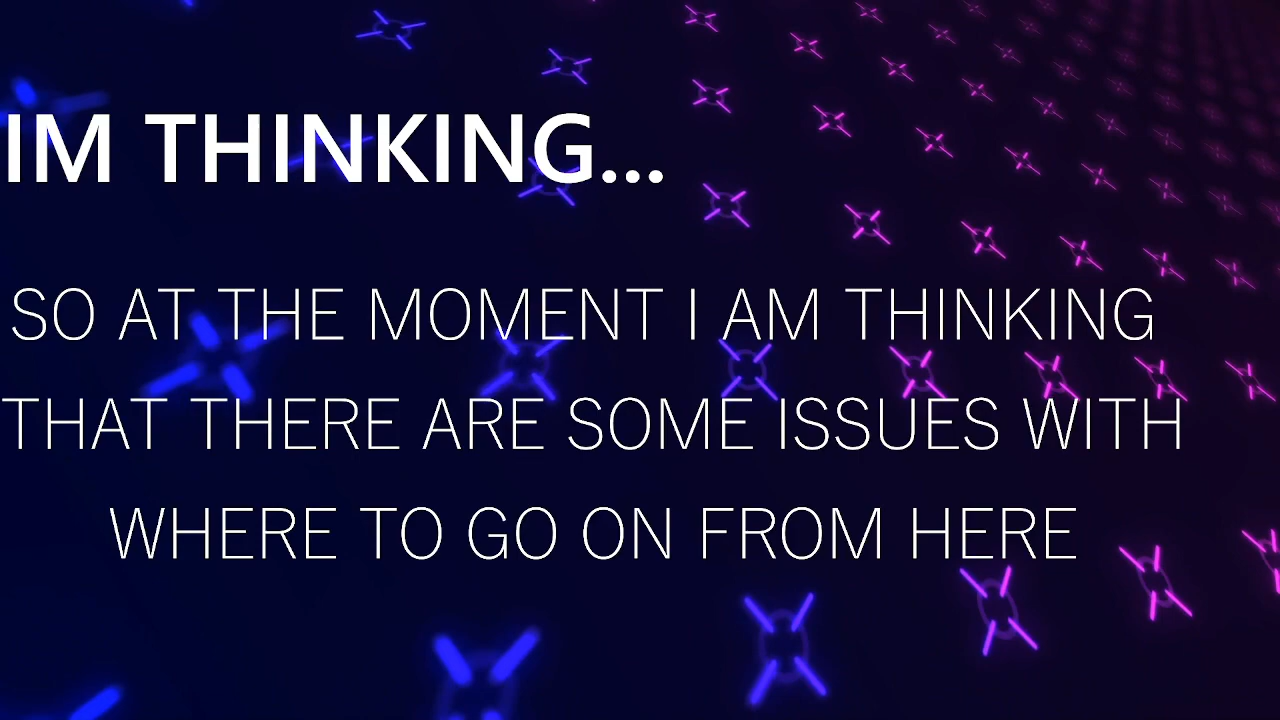 IM THINKING...
SO AT THE MOMENT I AM THINKING
THAT THERE ARE SOME ISSUES WITH
WHERE TO GO ON FROM HERE